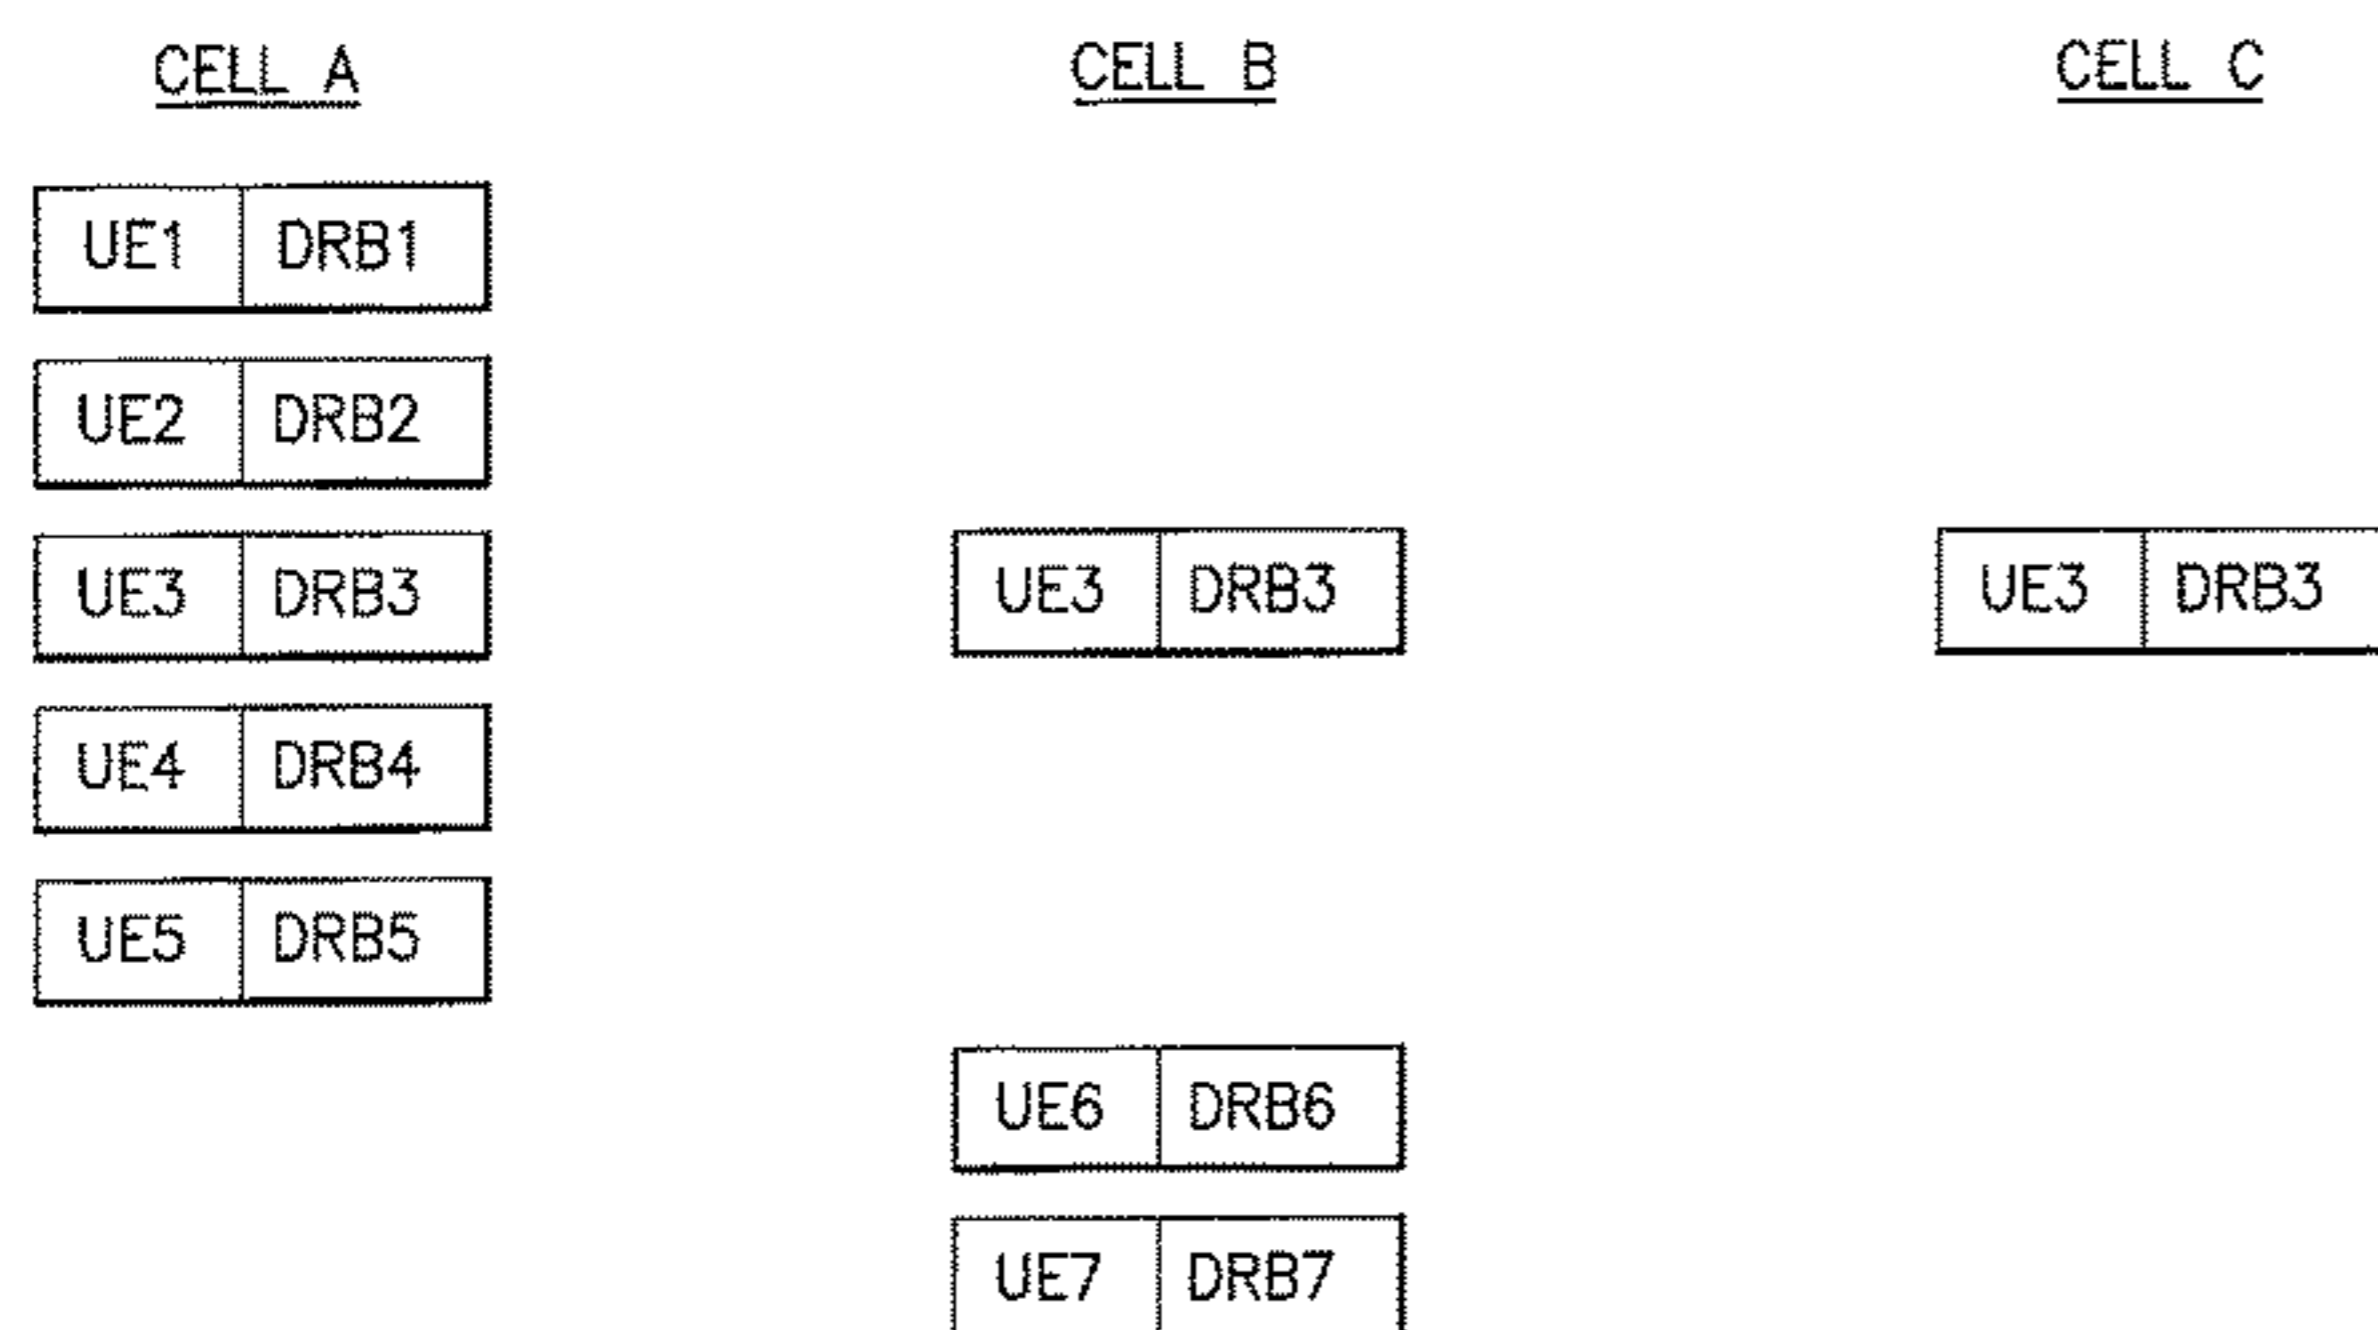 CELL A CELL B CELL C
UE1 DRB1
UE2 DRB2
UE3 DRB3 UE3 DRB3 UE3 DRB3
UE4 DRB4
UE5 DRB5
UE6 DRB6
UE7 DRB7